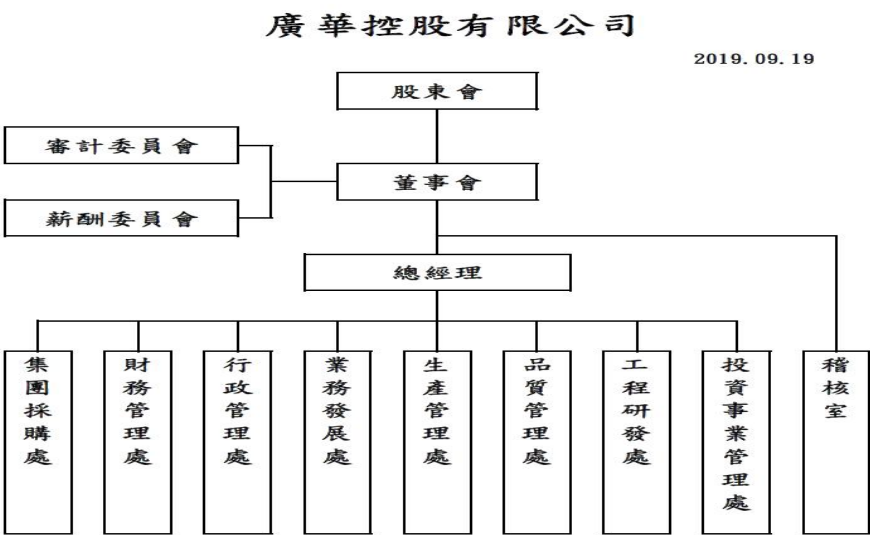 廣華控股有限公司
2019.09.19
股東會
審計委員會
董事會
薪酬委員會
總經理
集團採購處
財務管理處
行政管理處
業務發展處
生產管理處
品質管理處
工程研發處
投資事業管理處
稽核室